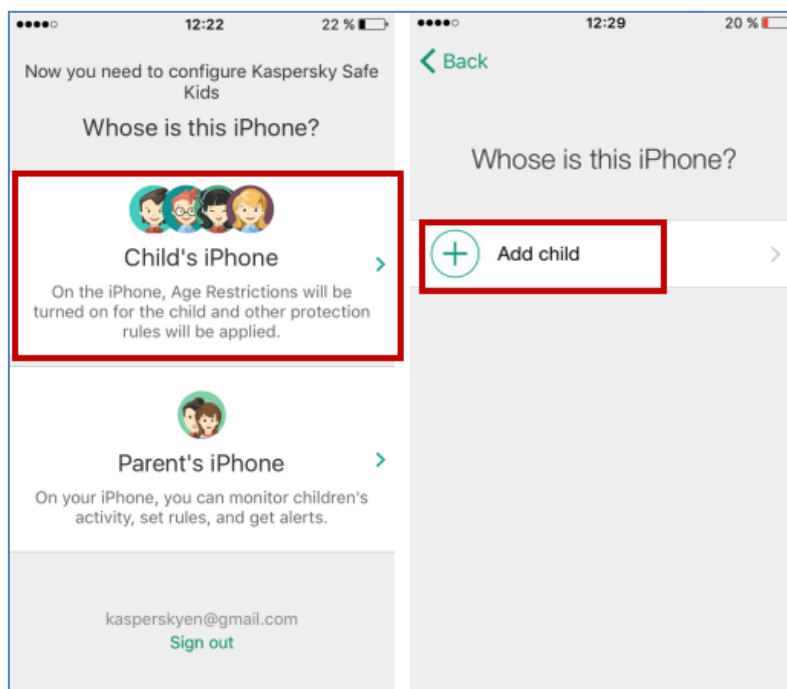 12:22
22 %
Now you need to configure Kaspersky Safe
Kids
Whose is this iPhone?
Child's iPhone
On the iPhone, Age Restrictions will be
turned on for the child and other protection
rules will be applied.
Parent's iPhone
On your iPhone, you can monitor children's
activity, set rules, and get alerts.
kasperskyen@gmail.com
Sign out
12:29
20 %
Back
Whose is this iPhone?
Add child